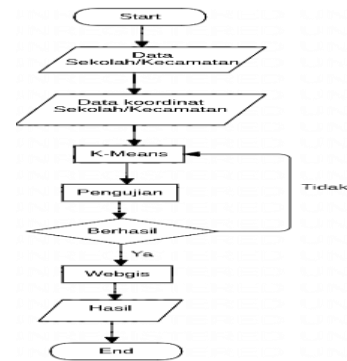 Start
Data
Sekolah/Kecamatan
Data koordinat
Sekolah/Kecamatan
K-Means
Tidak
Pengujian
Berhasil
Ya
Webgis
Hasil
End